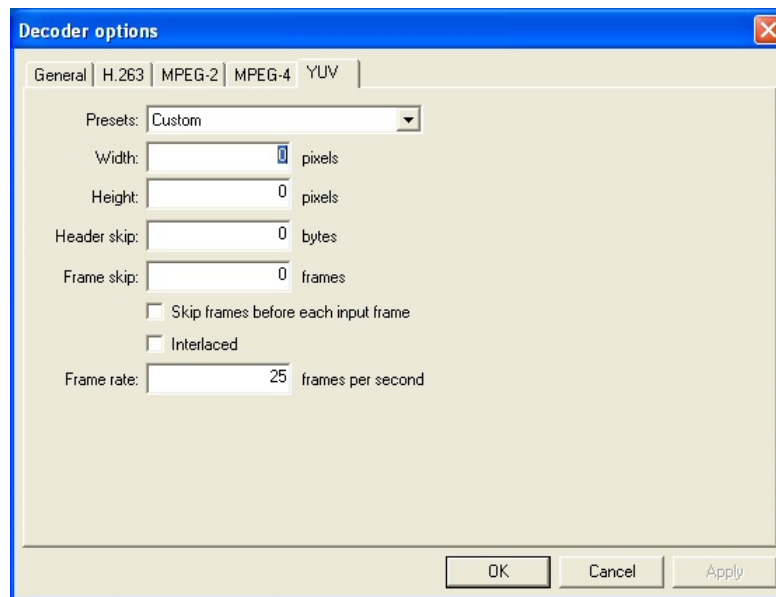 Decoder options
General H.263 MPEG-2 MPEG-4 YUV
Presets: Custom
Width: 0 pixels
Height: 0 pixels
Header skip: 0 bytes
Frame skip: 0 frames
Skip frames before each input frame
Interlaced
Frame rate: 25 frames per second
OK Cancel Apply